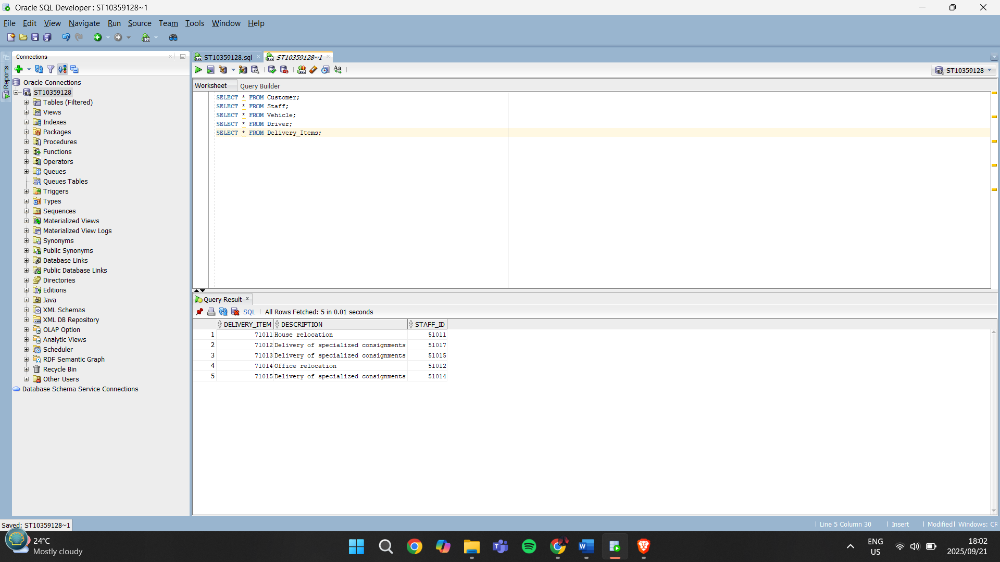 Oracle SQL Developer : ST10359128~1
File Edit View Navigate Run Source Team Tools Window Help
Connections
Reports
Oracle Connections
ST10359128
Tables (Filtered)
Views
Indexes
Packages
Procedures
Functions
Operators
Queues
Queues Tables
Triggers
Types
Sequences
Materialized Views
Materialized View Logs
Synonyms
Public Synonyms
Database Links
Public Database Links
Directories
Editions
Java
XML Schemas
XML DB Repository
OLAP Option
Analytic Views
Scheduler
RDF Semantic Graph
Recycle Bin
Other Users
Database Schema Service Connections
ST10359128.sql ST10359128~1
ST10359128
Worksheet Query Builder
SELECT * FROM Customer;
SELECT * FROM Staff;
SELECT * FROM Vehicle;
SELECT * FROM Driver;
SELECT * FROM Delivery_Items;
Query Result
SQL All Rows Fetched: 5 in 0.01 seconds
DELIVERY_ITEM DESCRIPTION STAFF_ID
1 71011 House relocation 51011
2 71012 Delivery of specialized consignments 51017
3 71013 Delivery of specialized consignments 51015
4 71014 Office relocation 51012
5 71015 Delivery of specialized consignments 51014
Saved: ST10359128~1
Line 5 Column 30 Insert Modified Windows: CF
24°C
Mostly cloudy
ENG
US
18:02
2025/09/21